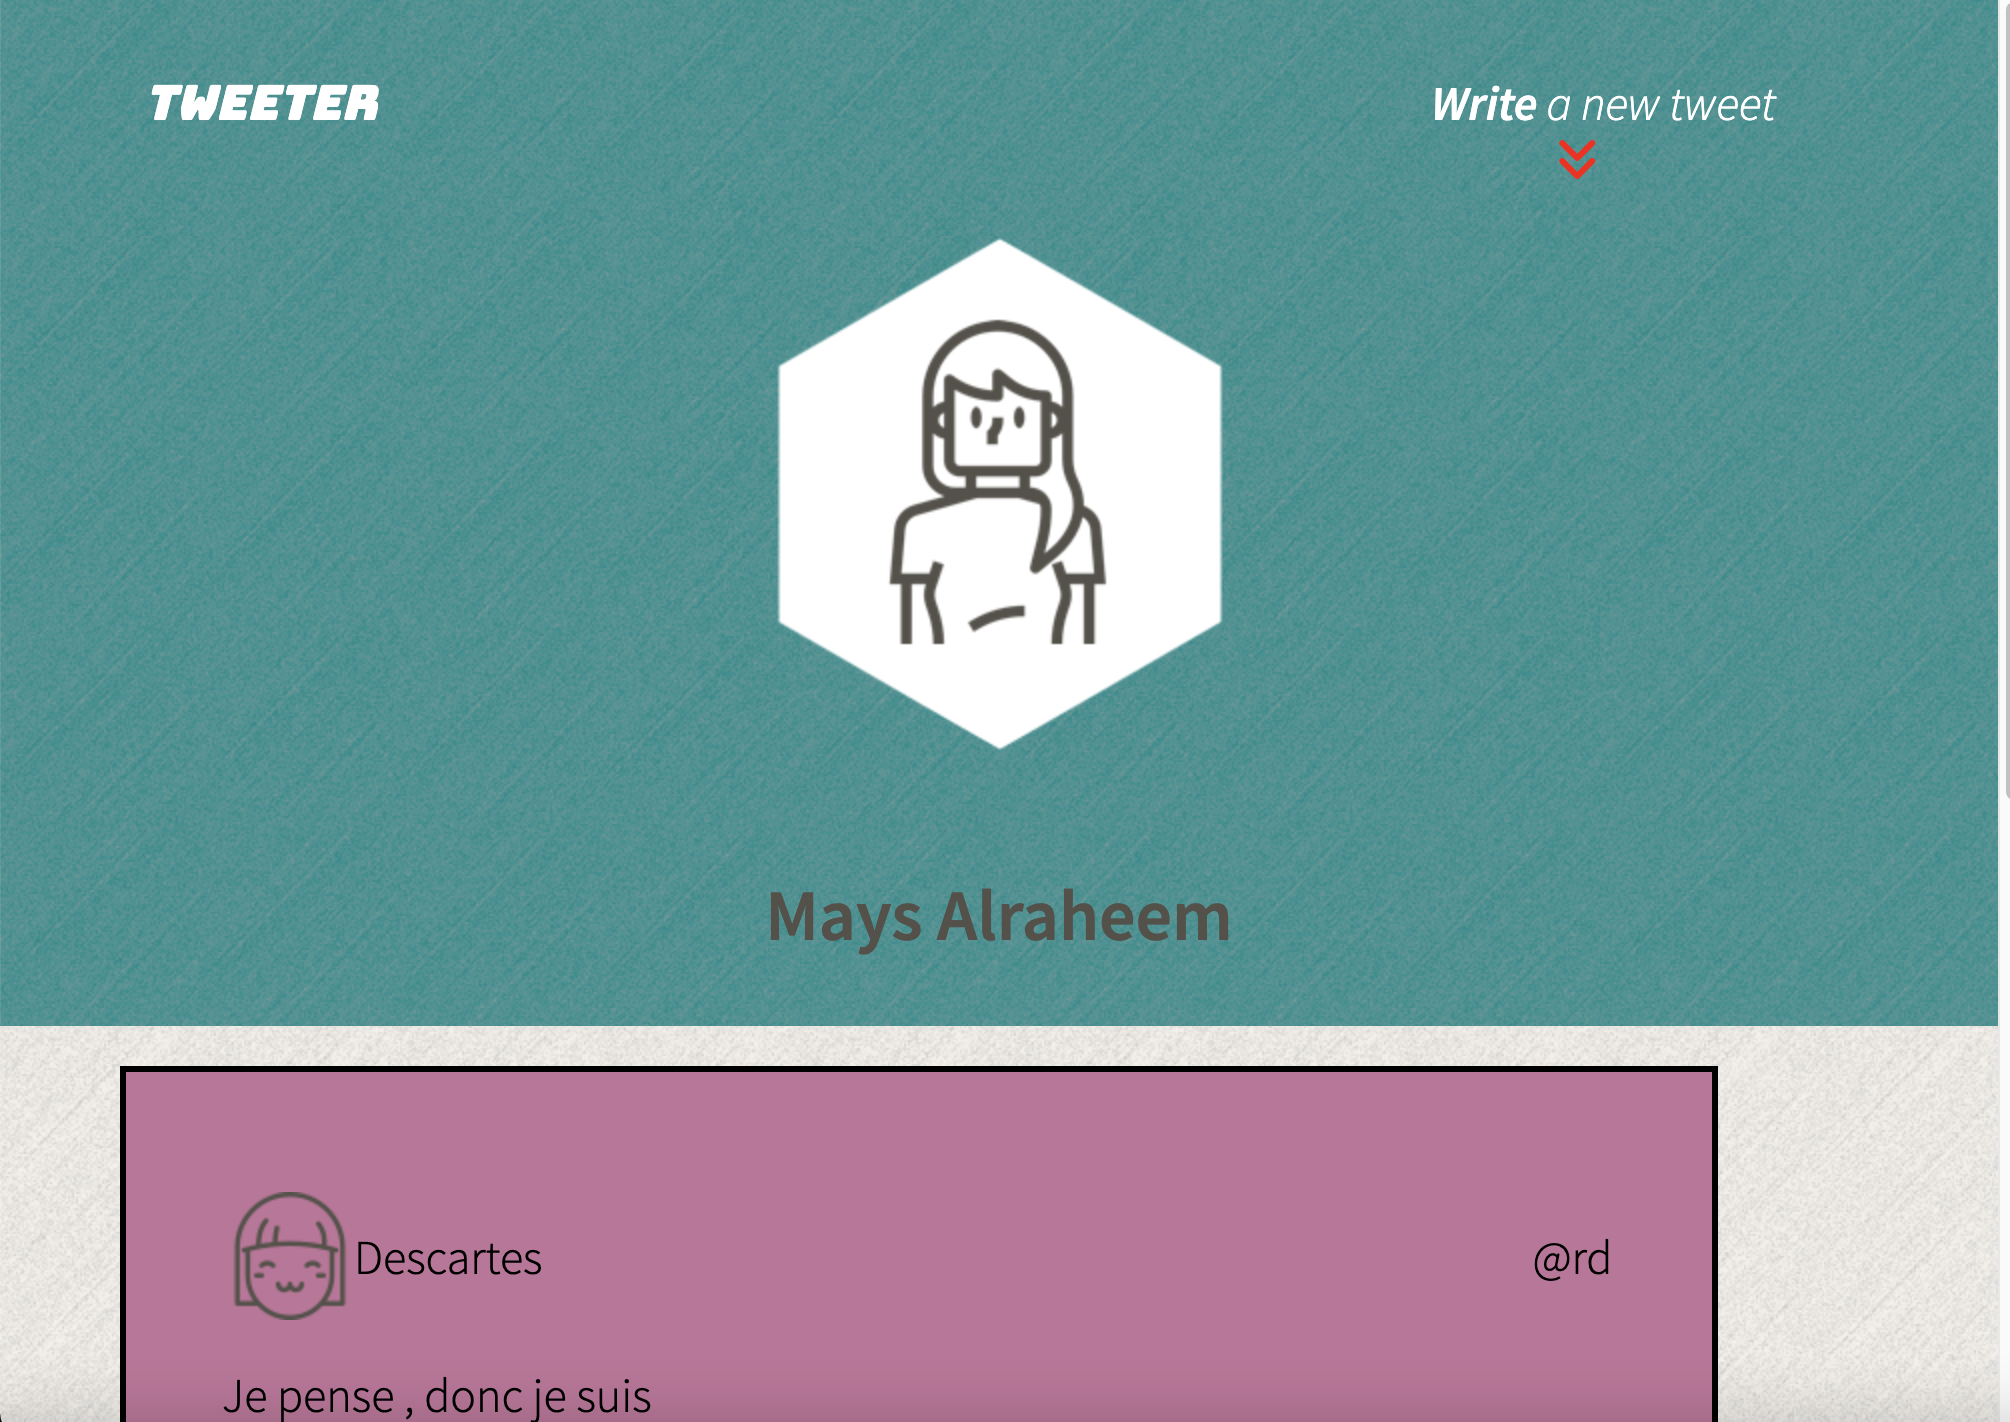 TWEETER
Write a new tweet
Mays Alraheem
Descartes
@rd
Je pense , donc je suis